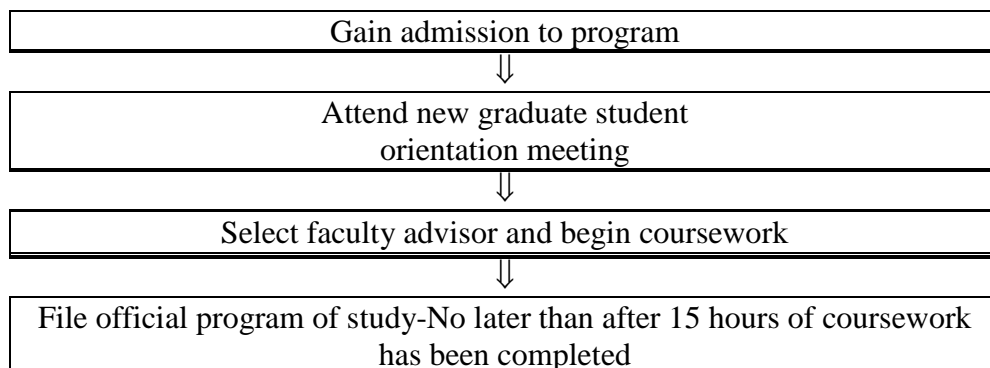 Gain admission to program
⇓
Attend new graduate student
orientation meeting
⇓
Select faculty advisor and begin coursework
⇓
File official program of study-No later than after 15 hours of coursework
has been completed